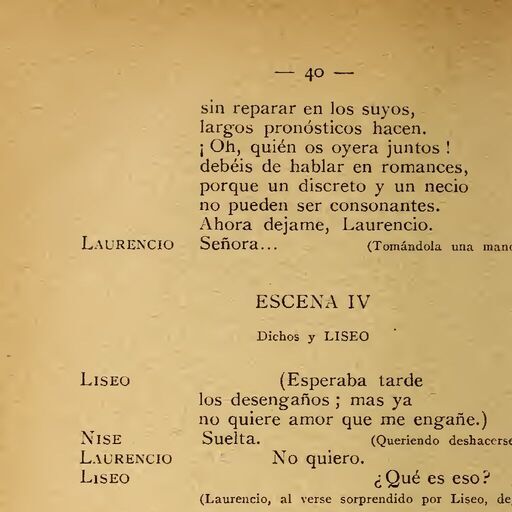 — 40 —
sin reparar en los suyos,
largos pronósticos hacen.
¡ Oh, quién os oyera juntos !
debéis de hablar en romances,
porque un discreto y un necio
no pueden ser consonantes.
Ahora dejame, Laurencio.
LAURENCIO Señora... (Tomándola una
ESCENA IV
Dichos y LISEO
LISEO (Esperaba tarde
los desengaños ; mas ya
no quiere amor que me engañe.)
NISE Suelta. (Queriendo
LAURENCIO No quiero.
LISEO ¿ Qué es eso?
(Laurencio, al verse sorprendido por Liseo,